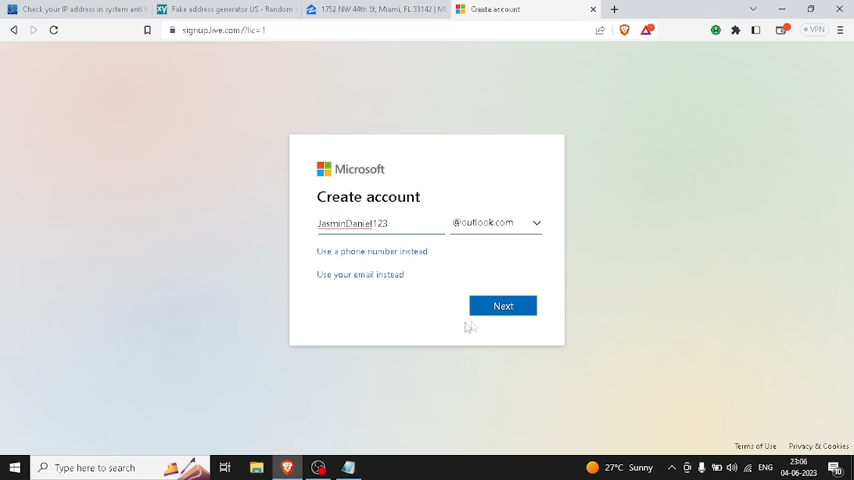 Check your IP address in system anti
Fake address generator US - Random
1752 NW 44th St, Miami, FL 33142 | ML
Create account
signup.live.com/?lic=1
VPN
Microsoft
Create account
JasminDaniel123
@outlook.com
Use a phone number instead
Use your email instead
Next
Terms of Use
Privacy & Cookies
Type here to search
27°C Sunny
ENG
23:06
04-06-2023
10